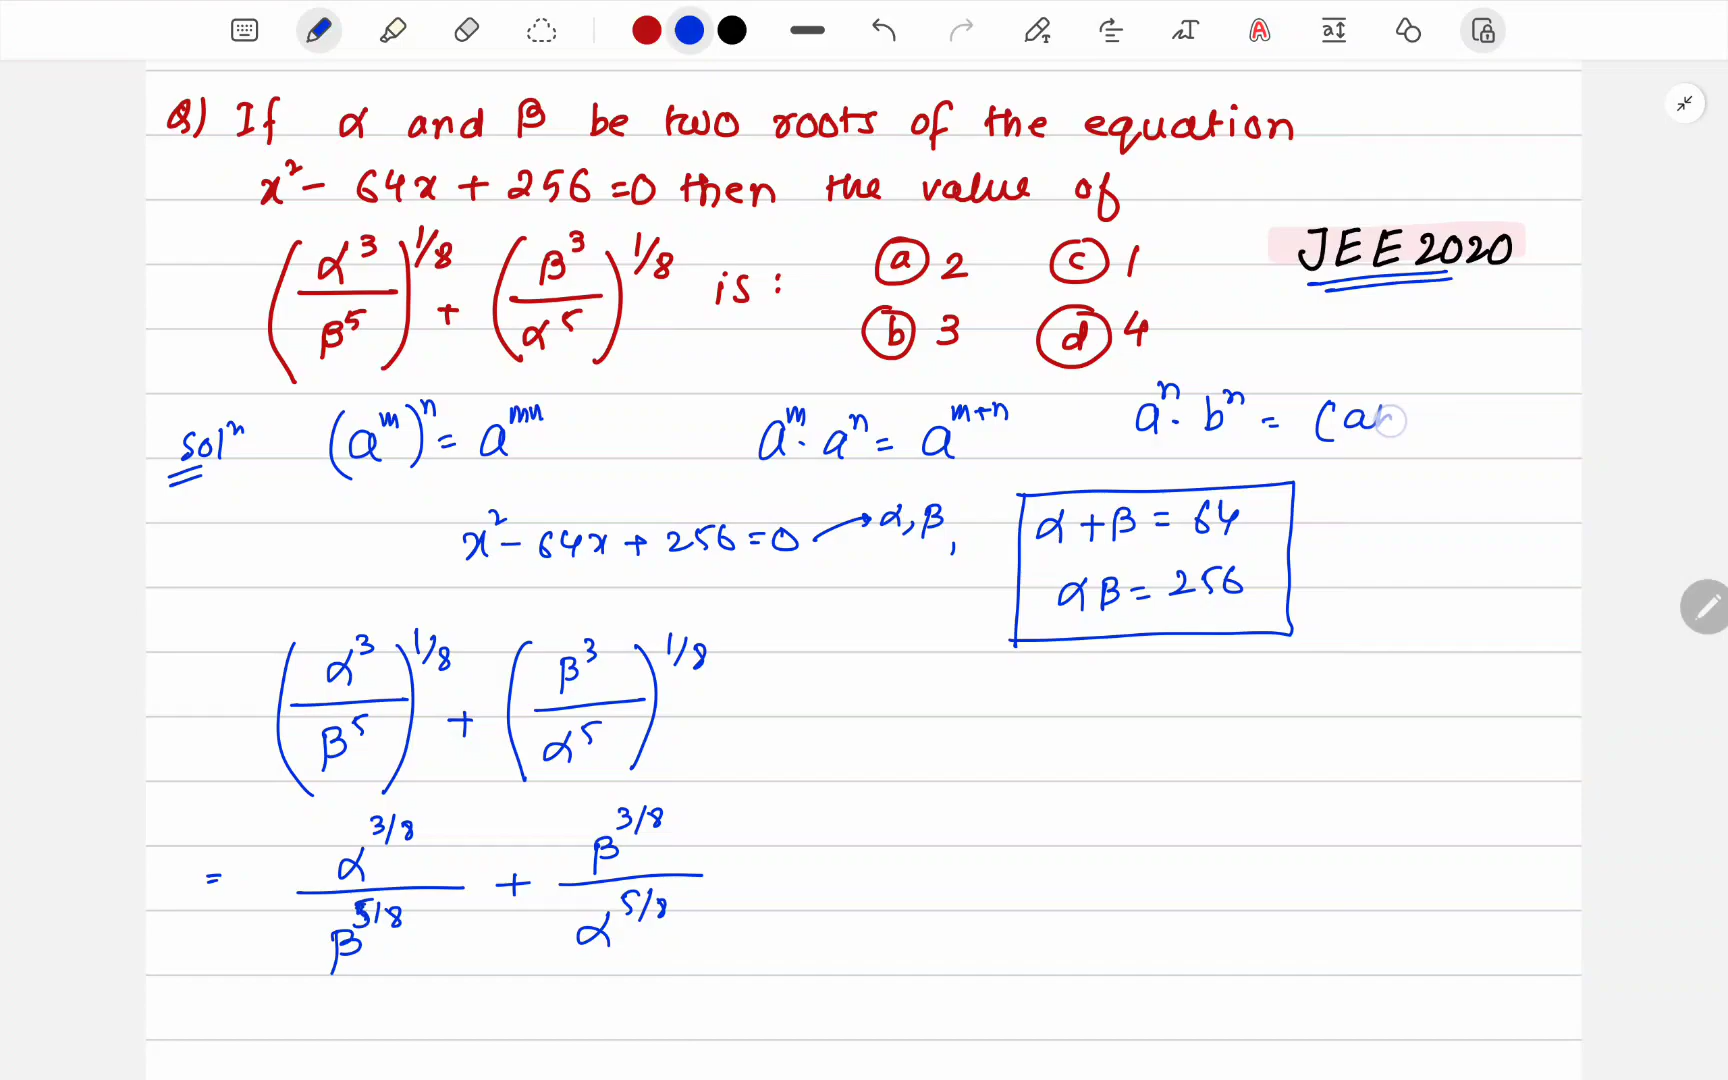 Q) If α and β be two roots of the equation
x² - 64x + 256 = 0 then the value of
(α³/β⁵)^1/8 + (β³/α⁵)^1/8 is :
(a) 2 (c) 1
(b) 3 (d) 4
JEE 2020
Solⁿ (a^m)^n = a^mn a^m · a^n = a^m+n a^n · b^n = (ab
x² - 64x + 256 = 0 → α, β,
α + β = 64
αβ = 256
(α³/β⁵)^1/8 + (β³/α⁵)^1/8
= α^3/8 / β^5/8 + β^3/8 / α^5/8